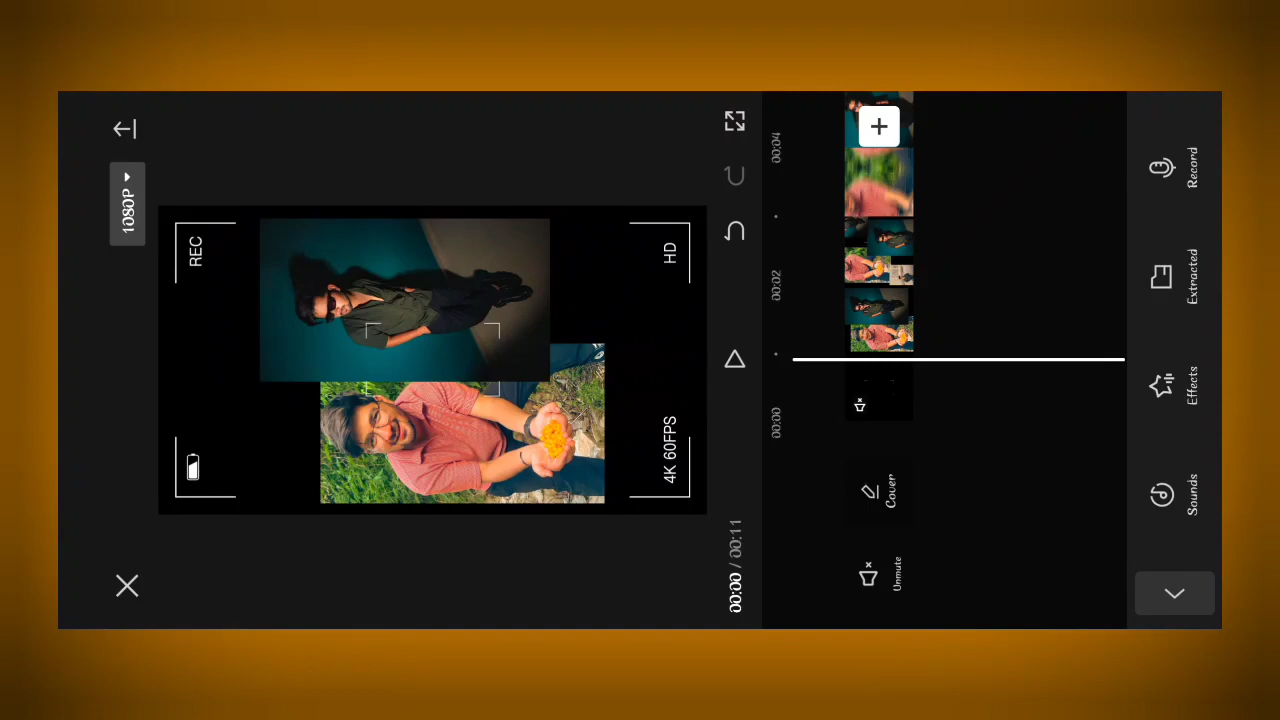 1080P
REC
HD
4K 60FPS
00:00 / 00:11
00:00
00:02
00:04
Unmute
Cover
Sounds
Effects
Extracted
Record